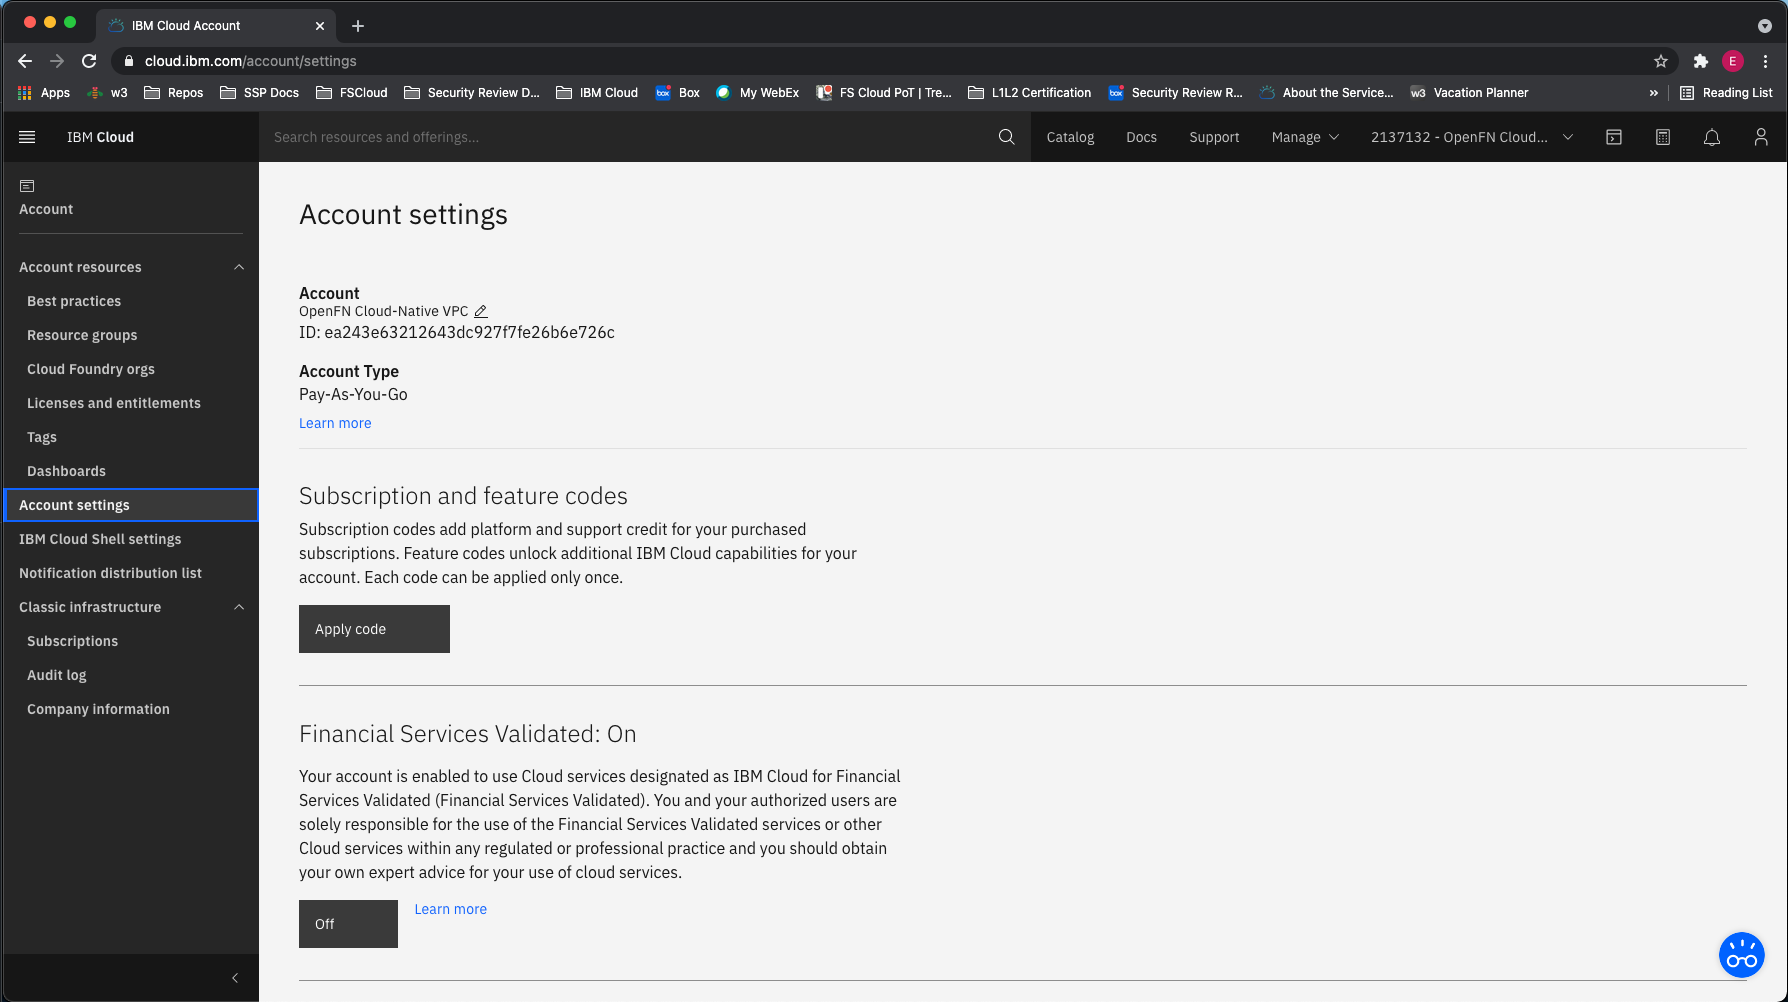 IBM Cloud Account
cloud.ibm.com/account/settings
E
Apps
w3
Repos
SSP Docs
FSCloud
Security Review D...
IBM Cloud
box
Box
My WebEx
FS Cloud PoT | Tre...
L1L2 Certification
box
Security Review R...
About the Service...
w3
Vacation Planner
»
Reading List
IBM Cloud
Search resources and offerings...
Catalog
Docs
Support
Manage
2137132 - OpenFN Cloud...
Account
Account resources
Best practices
Resource groups
Cloud Foundry orgs
Licenses and entitlements
Tags
Dashboards
Account settings
IBM Cloud Shell settings
Notification distribution list
Classic infrastructure
Subscriptions
Audit log
Company information
Account settings
Account
OpenFN Cloud-Native VPC
ID: ea243e63212643dc927f7fe26b6e726c
Account Type
Pay-As-You-Go
Learn more
Subscription and feature codes
Subscription codes add platform and support credit for your purchased
subscriptions. Feature codes unlock additional IBM Cloud capabilities for your
account. Each code can be applied only once.
Apply code
Financial Services Validated: On
Your account is enabled to use Cloud services designated as IBM Cloud for Financial
Services Validated (Financial Services Validated). You and your authorized users are
solely responsible for the use of the Financial Services Validated services or other
Cloud services within any regulated or professional practice and you should obtain
your own expert advice for your use of cloud services.
Off
Learn more